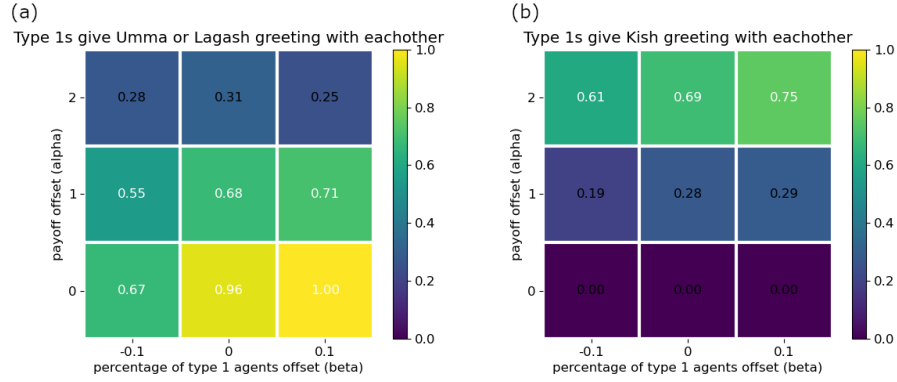 (a)
Type 1s give Umma or Lagash greeting with eachother
payoff offset (alpha)
2
1
0
0.28 0.31 0.25
0.55 0.68 0.71
0.67 0.96 1.00
-0.1 0 0.1
percentage of type 1 agents offset (beta)
1.0
0.8
0.6
0.4
0.2
0.0
(b)
Type 1s give Kish greeting with eachother
payoff offset (alpha)
2
1
0
0.61 0.69 0.75
0.19 0.28 0.29
0.00 0.00 0.00
-0.1 0 0.1
percentage of type 1 agents offset (beta)
1.0
0.8
0.6
0.4
0.2
0.0